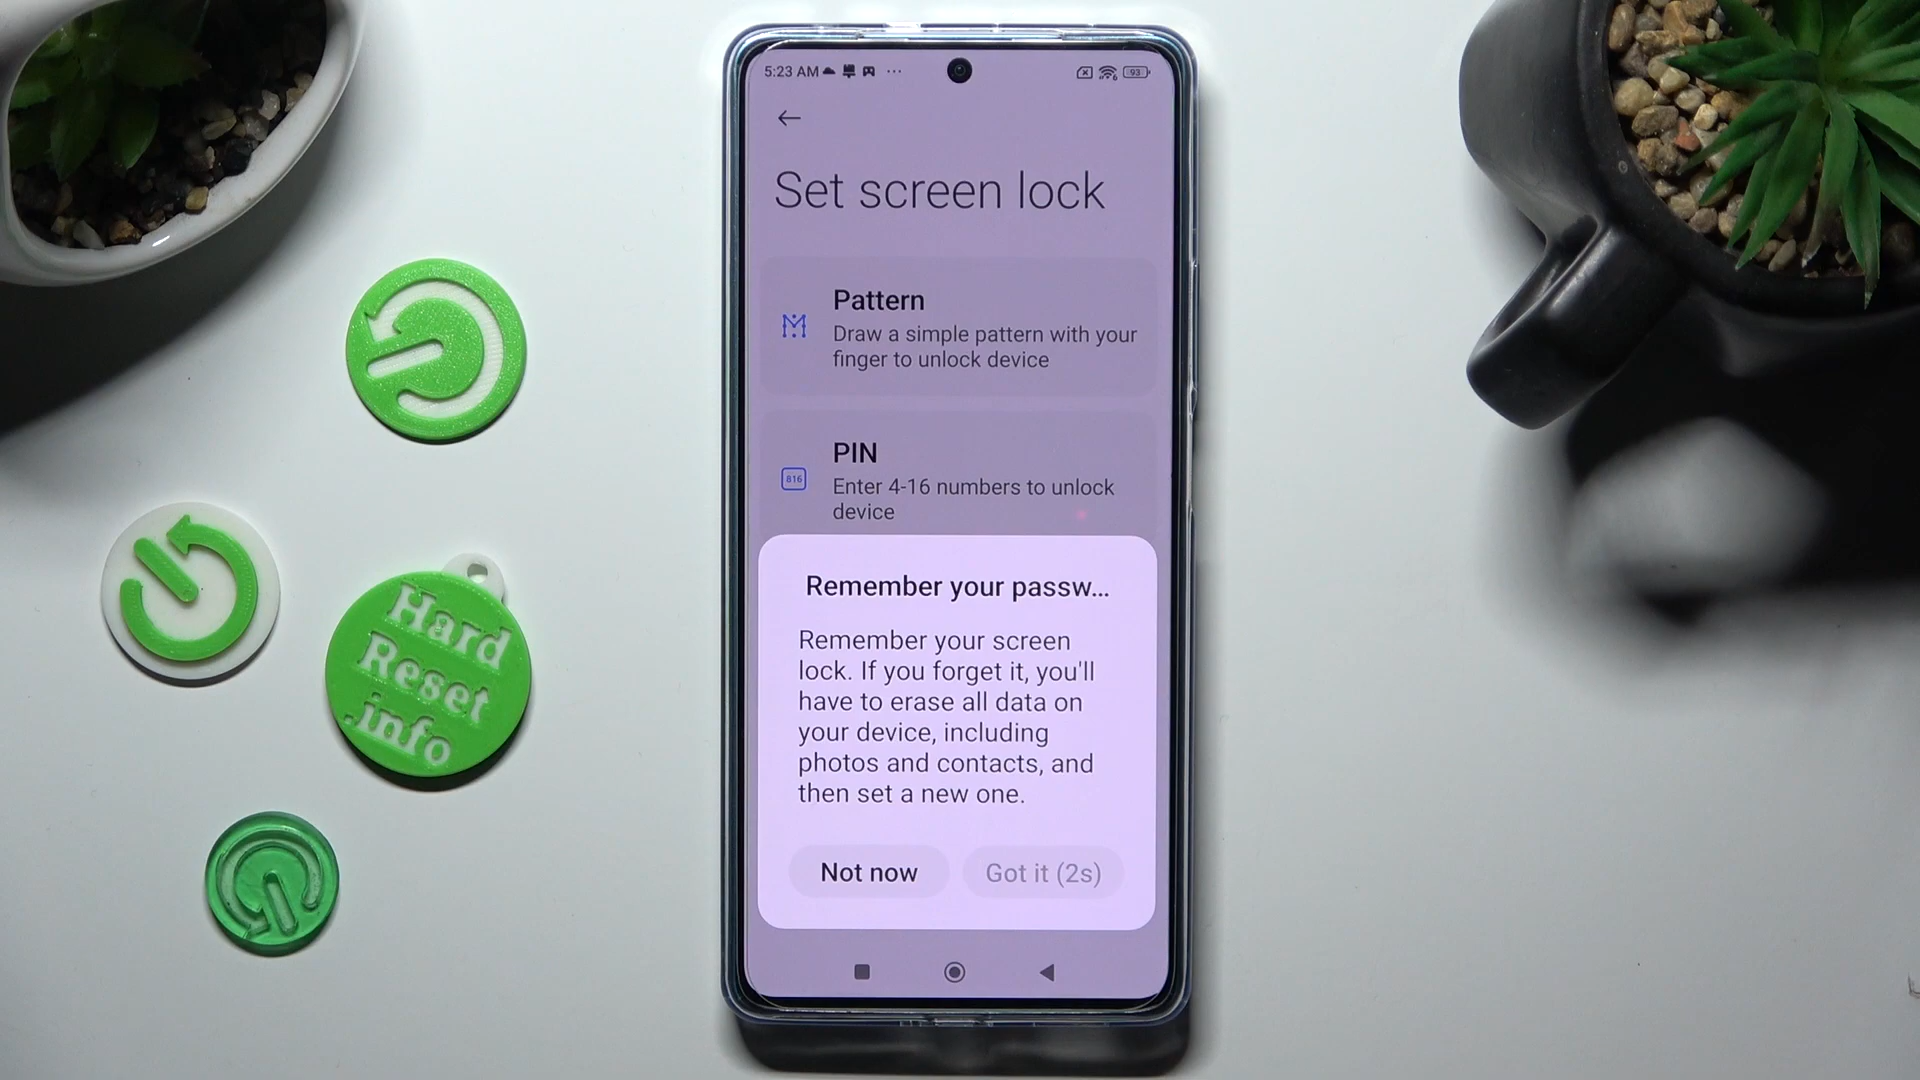 5:23 AM
93
Set screen lock
Pattern
Draw a simple pattern with your
finger to unlock device
816
PIN
Enter 4-16 numbers to unlock
device
Remember your passw...
Remember your screen
lock. If you forget it, you'll
have to erase all data on
your device, including
photos and contacts, and
then set a new one.
Not now
Got it (2s)
Hard
Reset
.info